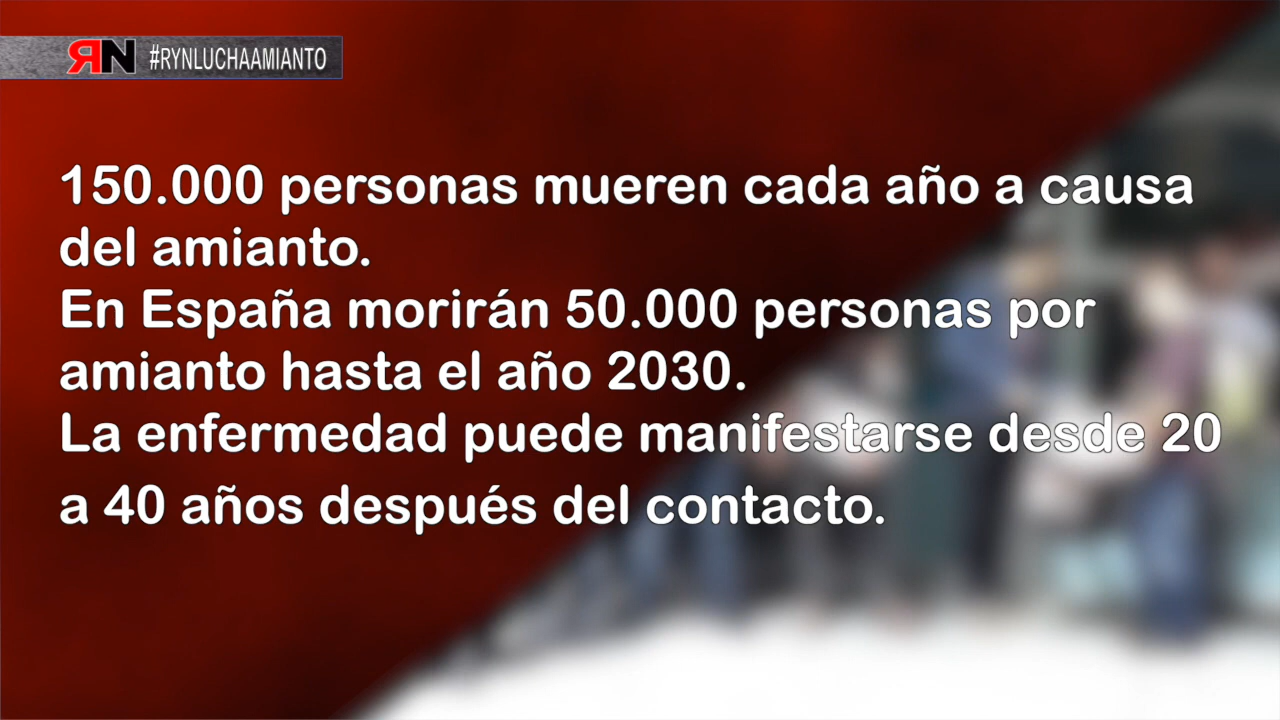 RN #RYNLUCHAAMIANTO
150.000 personas mueren cada año a causa
del amianto.
En España morirán 50.000 personas por
amianto hasta el año 2030.
La enfermedad puede manifestarse desde 20
a 40 años después del contacto.